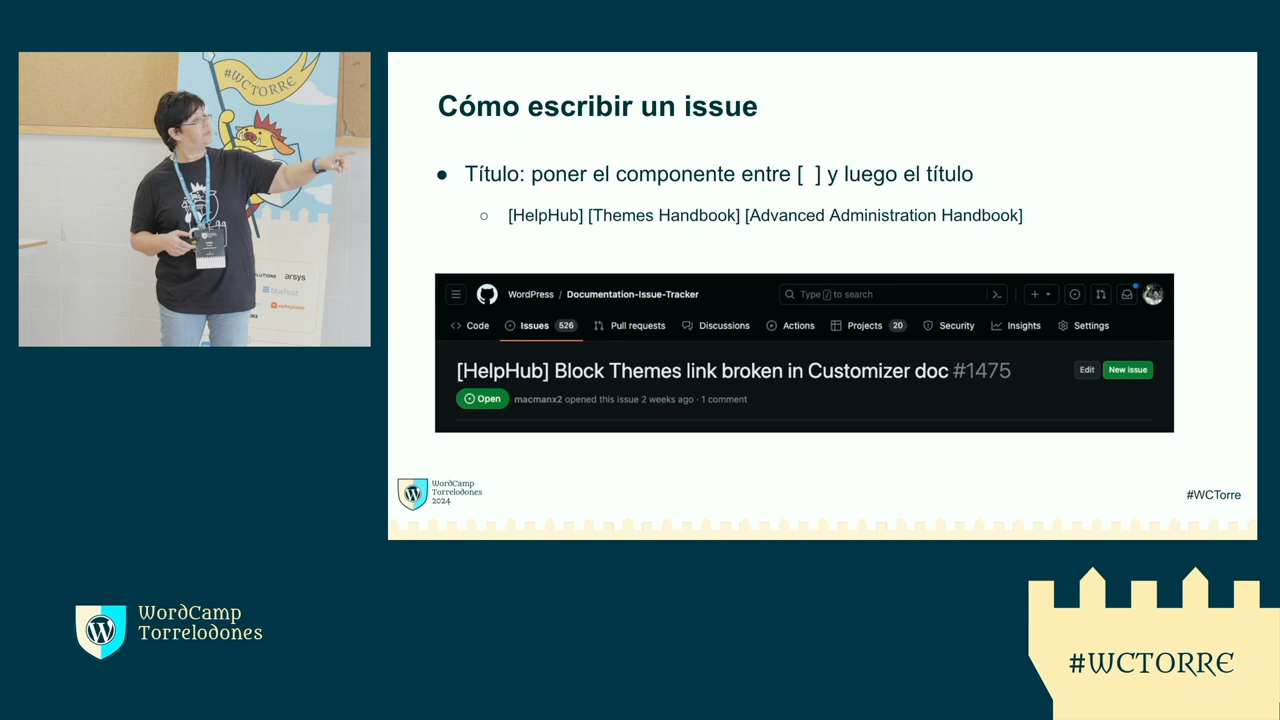 #WCTORRE
arsys
bluehost
Cómo escribir un issue
● Título: poner el componente entre [ ] y luego el título
○ [HelpHub] [Themes Handbook] [Advanced Administration Handbook]
WordPress / Documentation-Issue-Tracker
Type / to search
Code
Issues 526
Pull requests
Discussions
Actions
Projects 20
Security
Insights
Settings
[HelpHub] Block Themes link broken in Customizer doc #1475
Edit
New issue
Open
macmanx2 opened this issue 2 weeks ago · 1 comment
WordCamp
Torrelodones
2024
#WCTorre
WordCamp
Torrelodones
#WCTORRE